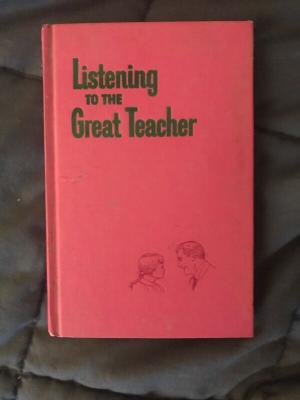 Listening
TO THE
Great Teacher